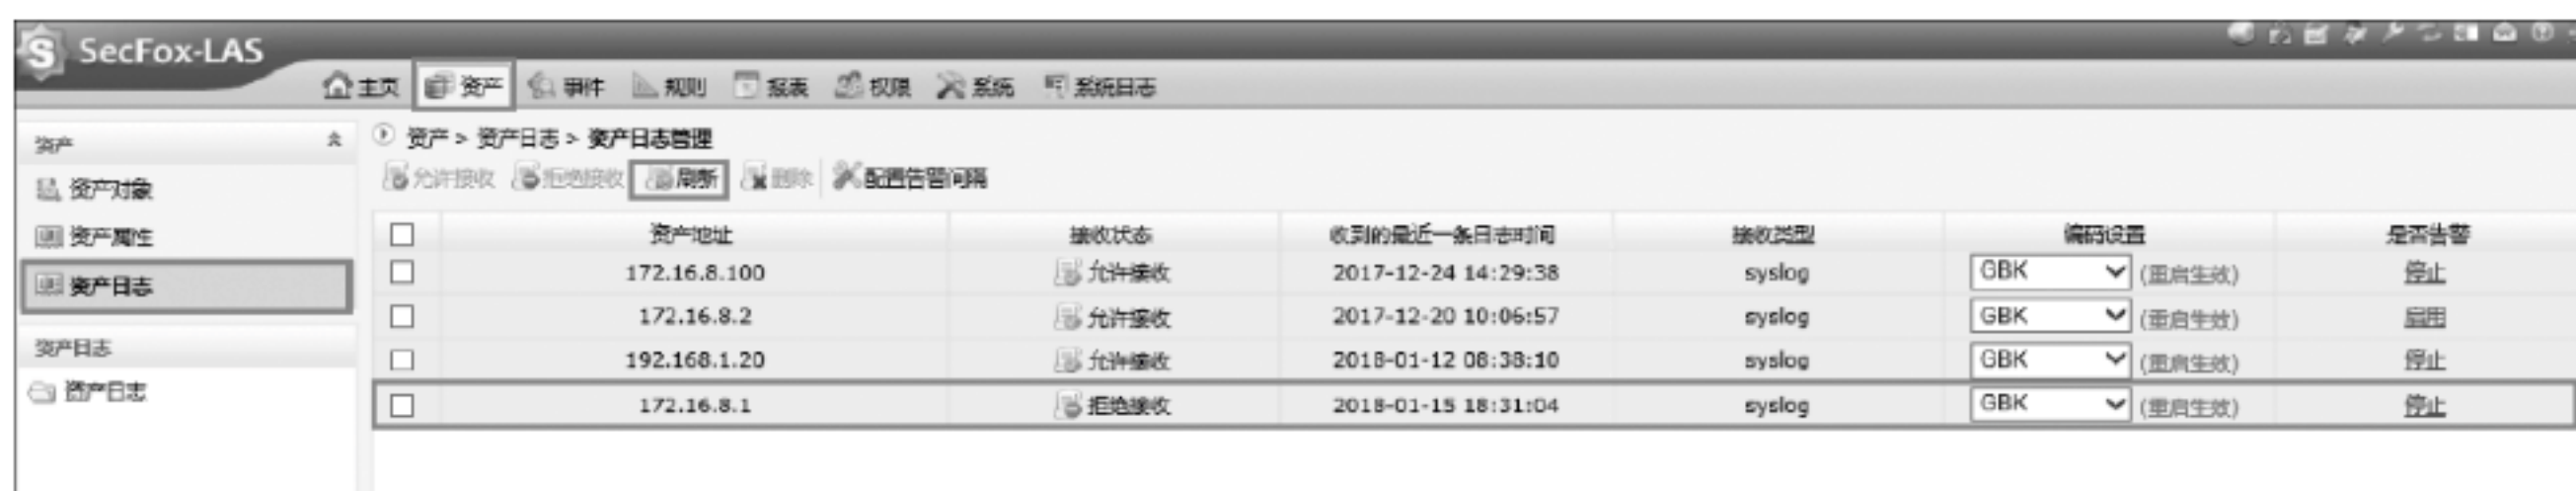 SecFox-LAS
主页 资产 事件 规则 报表 权限 系统 系统日志
资产
资产对象
资产属性
资产日志
资产日志
资产日志
资产 > 资产日志 > 资产日志管理
允许接收 拒绝接收 刷新 删除 配置告警间隔
资产地址 接收状态 收到的最近一条日志时间 接收类型 编码设置 是否告警
172.16.8.100 允许接收 2017-12-24 14:29:38 syslog GBK (重启生效) 停止
172.16.8.2 允许接收 2017-12-20 10:06:57 syslog GBK (重启生效) 启用
192.168.1.20 允许接收 2018-01-12 08:38:10 syslog GBK (重启生效) 停止
172.16.8.1 拒绝接收 2018-01-15 18:31:04 syslog GBK (重启生效) 停止